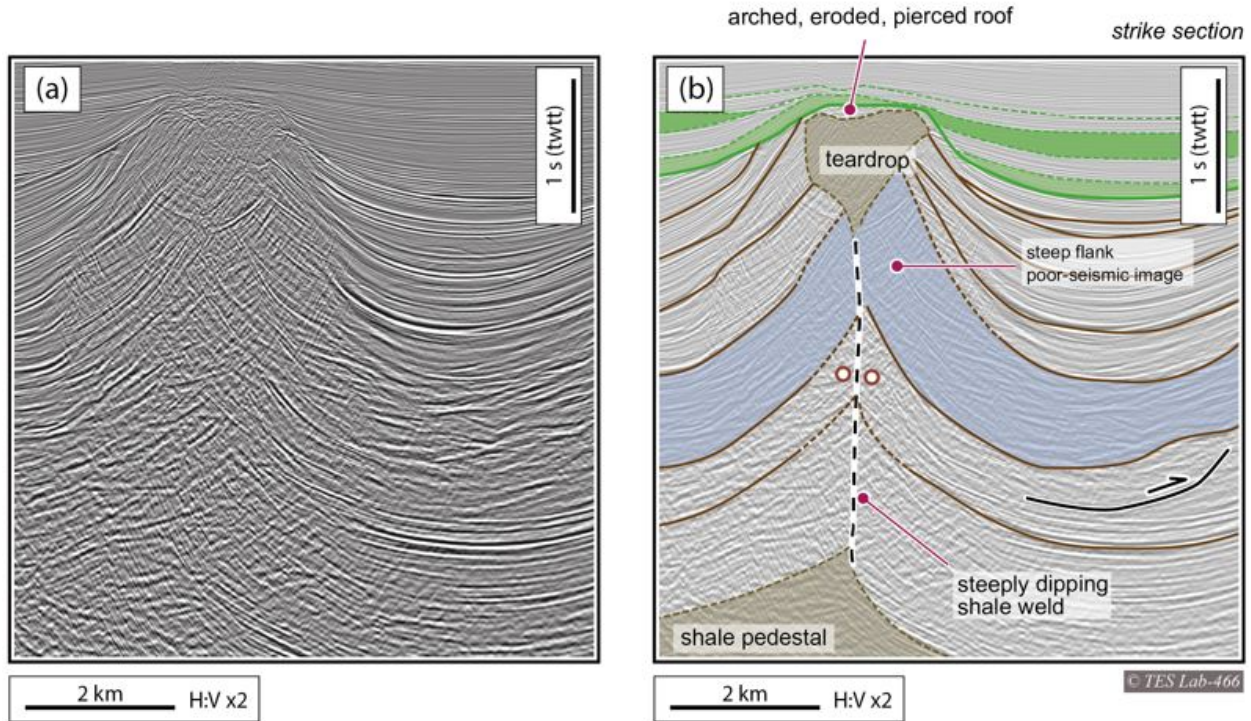 arched, eroded, pierced roof
strike section
(a)
1 s (twtt)
(b)
1 s (twtt)
teardrop
steep flank
poor-seismic image
steeply dipping
shale weld
shale pedestal
2 km
H:V x2
2 km
H:V x2
© TES Lab-466